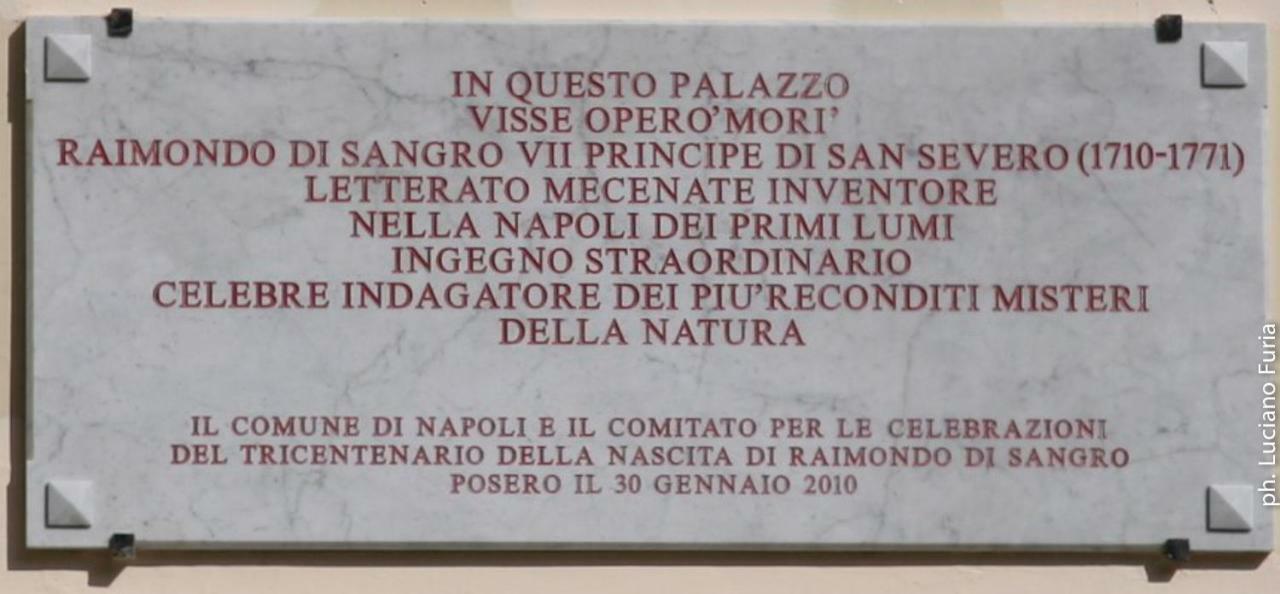 IN QUESTO PALAZZO
VISSE OPERO'MORI'
RAIMONDO DI SANGRO VII PRINCIPE DI SAN SEVERO (1710-1771)
LETTERATO MECENATE INVENTORE
NELLA NAPOLI DEI PRIMI LUMI
INGEGNO STRAORDINARIO
CELEBRE INDAGATORE DEI PIU'RECONDITI MISTERI
DELLA NATURA
IL COMUNE DI NAPOLI E IL COMITATO PER LE CELEBRAZIONI
DEL TRICENTENARIO DELLA NASCITA DI RAIMONDO DI SANGRO
POSERO IL 30 GENNAIO 2010
ph. Luciano Furia